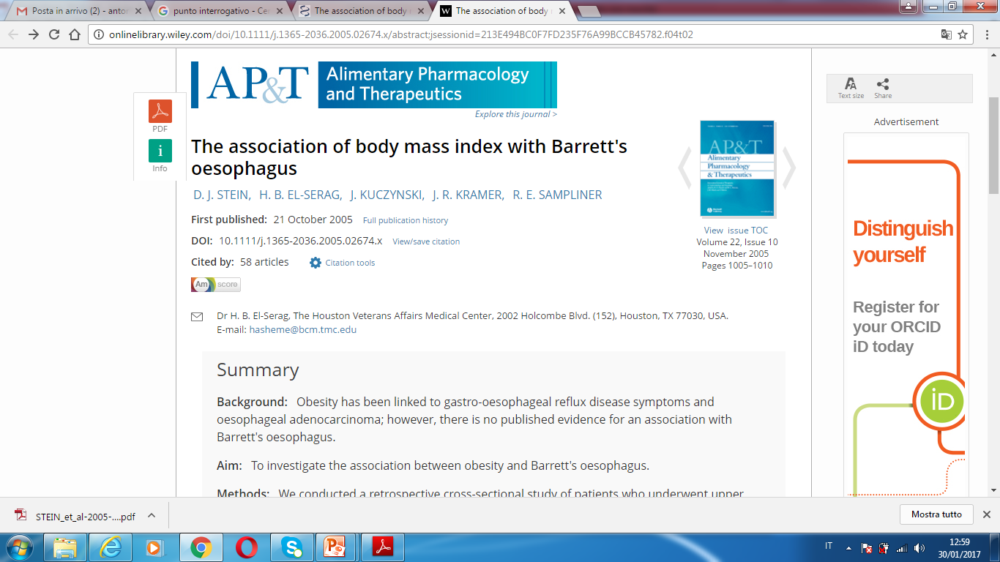 Posta in arrivo (2) - anton
punto interrogativo - Ce
The association of body
The association of body
onlinelibrary.wiley.com/doi/10.1111/j.1365-2036.2005.02674.x/abstract;jsessionid=213E494BC0F7FD235F76A99BCCB45782.f04t02
AP&T
Alimentary Pharmacology
and Therapeutics
Explore this journal >
PDF
Info
The association of body mass index with Barrett's
oesophagus
D. J. STEIN, H. B. EL-SERAG, J. KUCZYNSKI, J. R. KRAMER, R. E. SAMPLINER
First published: 21 October 2005 Full publication history
DOI: 10.1111/j.1365-2036.2005.02674.x View/save citation
Cited by: 58 articles Citation tools
Am score
AP&T
Alimentary
Pharmacology
& Therapeutics
View issue TOC
Volume 22, Issue 10
November 2005
Pages 1005–1010
Dr H. B. El-Serag, The Houston Veterans Affairs Medical Center, 2002 Holcombe Blvd. (152), Houston, TX 77030, USA.
E-mail: hasheme@bcm.tmc.edu
Summary
Background: Obesity has been linked to gastro-oesophageal reflux disease symptoms and
oesophageal adenocarcinoma; however, there is no published evidence for an association with
Barrett's oesophagus.
Aim: To investigate the association between obesity and Barrett's oesophagus.
Methods: We conducted a retrospective cross-sectional study of patients who underwent upper
Text size
Share
Advertisement
Distinguish
yourself
Register for
your ORCID
iD today
iD
STEIN_et_al-2005-....pdf
Mostra tutto
IT
12:59
30/01/2017